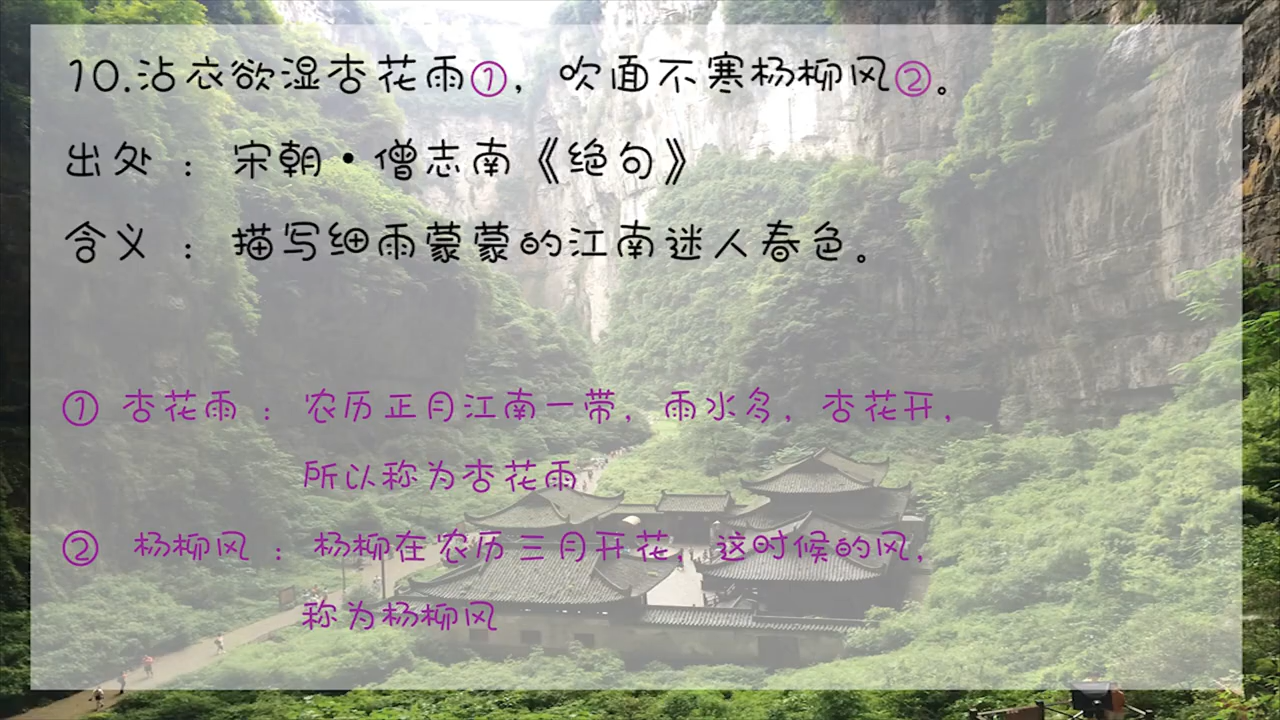 10.沾衣欲湿杏花雨①，吹面不寒杨柳风②。
出处：宋朝·僧志南《绝句》
含义：描写细雨蒙蒙的江南迷人春色。
① 杏花雨：农历正月江南一带，雨水多，杏花开，
所以称为杏花雨
② 杨柳风：杨柳在农历三月开花，这时候的风，
称为杨柳风